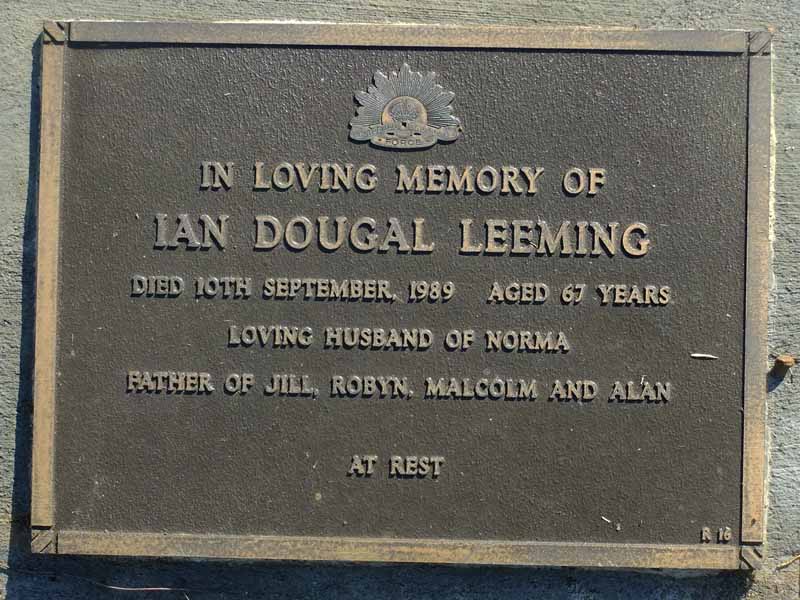 FORCE
IN LOVING MEMORY OF
IAN DOUGAL LEEMING
DIED 10TH SEPTEMBER, 1989 AGED 67 YEARS
LOVING HUSBAND OF NORMA
FATHER OF JILL, ROBYN, MALCOLM AND ALAN
AT REST
R 16